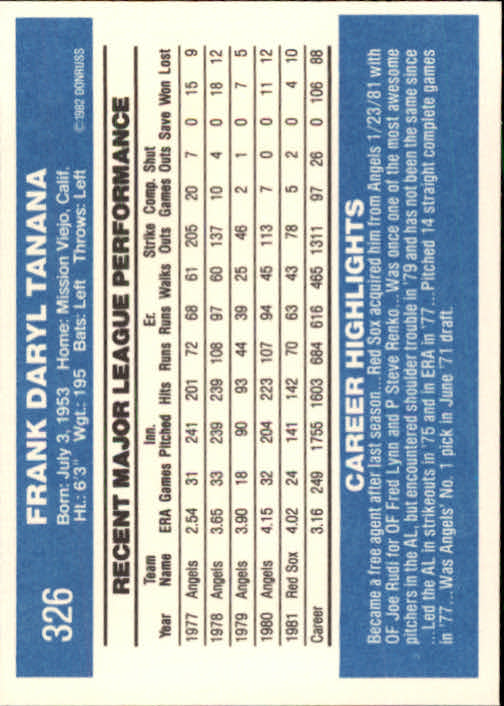 326
FRANK DARYL TANANA
Born: July 3, 1953 Home: Mission Viejo, Calif.
Ht.: 6'3" Wgt.: 195 Bats: Left Throws: Left
©1982 DONRUSS
RECENT MAJOR LEAGUE PERFORMANCE
Team Inn. Er. Strike Comp. Shut
Year Name ERA Games Pitched Hits Runs Runs Walks Outs Games Outs Save Won Lost
1977 Angels 2.54 31 241 201 72 68 61 205 20 7 0 15 9
1978 Angels 3.65 33 239 239 108 97 60 137 10 4 0 18 12
1979 Angels 3.90 18 90 93 44 39 25 46 2 1 0 7 5
1980 Angels 4.15 32 204 223 107 94 45 113 7 0 0 11 12
1981 Red Sox 4.02 24 141 142 70 63 43 78 5 2 0 4 10
Career 3.16 249 1755 1603 684 616 465 1311 97 26 0 106 88
CAREER HIGHLIGHTS
Became a free agent after last season...Red Sox acquired him from Angels 1/23/81 with
OF Joe Rudi for OF Fred Lynn and P Steve Renko...Was once one of the most awesome
pitchers in the AL, but encountered shoulder trouble in '79 and has not been the same since
...Led the AL in strikeouts in '75 and in ERA in '77...Pitched 14 straight complete games
in '77...Was Angels' No. 1 pick in June '71 draft.